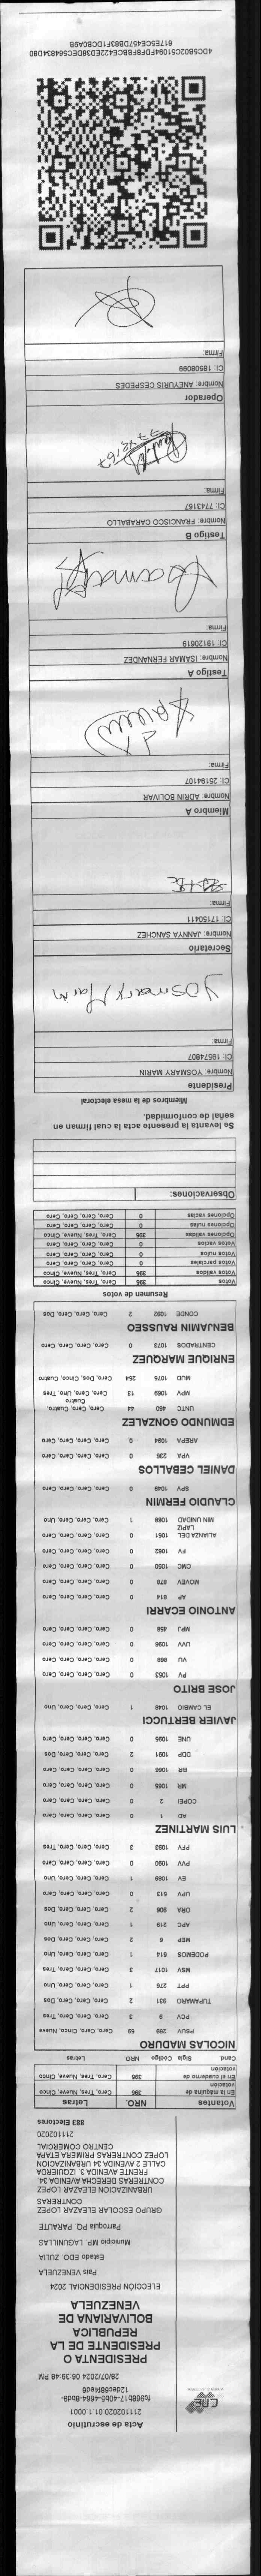 CNE
Acta de escrutinio
211102020.01.1.0001
28/07/2024 06:39:48 PM
PRESIDENTA O
PRESIDENTE DE LA
REPUBLICA
BOLIVARIANA DE
VENEZUELA
ELECCIÓN PRESIDENCIAL 2024
País VENEZUELA
Estado EDO. ZULIA
Municipio MP. LAGUNILLAS
Parroquia PQ. PARAUTE
GRUPO ESCOLAR ELEAZAR LOPEZ
CONTRERAS
URBANIZACIÓN ELEAZAR LOPEZ
CONTRERAS DERECHA AVENIDA 34.
FRENTE AVENIDA 3. IZQUIERDA
CALLE 2 AVENIDA 34 URBANIZACION
LOPEZ CONTRERAS PRIMERA ETAPA
CENTRO COMERCIAL
211102020
883 Electores
Votantes NRO. Letras
En la máquina de votación 395 Cero, Tres, Nueve, Cinco
En el cuaderno de votación 395 Cero, Tres, Nueve, Cinco
Cand. Sigla Código NRO. Letras
NICOLAS MADURO
PSUV 269 59 Cero, Cero, Cinco, Nueve
PCV 9 3 Cero, Cero, Cero, Tres
TUPAMARO 931 2 Cero, Cero, Cero, Dos
PPT 276 1 Cero, Cero, Cero, Uno
MSV 1017 3 Cero, Cero, Cero, Tres
PODEMOS 614 1 Cero, Cero, Cero, Uno
MEP 6 2 Cero, Cero, Cero, Dos
APC 219 1 Cero, Cero, Cero, Uno
ORA 906 2 Cero, Cero, Cero, Dos
UPV 613 0 Cero, Cero, Cero, Cero
EV 1089 1 Cero, Cero, Cero, Uno
PVV 1090 0 Cero, Cero, Cero, Cero
PFV 1093 3 Cero, Cero, Cero, Tres
LUIS MARTINEZ
AD 1 0 Cero, Cero, Cero, Cero
COPEI 2 0 Cero, Cero, Cero, Cero
MR 1065 0 Cero, Cero, Cero, Cero
BR 1066 0 Cero, Cero, Cero, Cero
DDP 1091 2 Cero, Cero, Cero, Dos
UNE 1095 0 Cero, Cero, Cero, Cero
JAVIER BERTUCCI
EL CAMBIO 1048 1 Cero, Cero, Cero, Uno
JOSE BRITO
PV 1053 0 Cero, Cero, Cero, Cero
VU 968 0 Cero, Cero, Cero, Cero
UVV 1096 0 Cero, Cero, Cero, Cero
MPJ 458 0 Cero, Cero, Cero, Cero
ANTONIO ECARRI
AP 814 0 Cero, Cero, Cero, Cero
MOVEV 878 0 Cero, Cero, Cero, Cero
CMC 1050 0 Cero, Cero, Cero, Cero
FV 1062 0 Cero, Cero, Cero, Cero
ALIANZA DEL LAPIZ 1061 0 Cero, Cero, Cero, Cero
MIN UNIDAD 1088 1 Cero, Cero, Cero, Uno
CLAUDIO FERMIN
SPV 1049 0 Cero, Cero, Cero, Cero
DANIEL CEBALLOS
VPA 236 0 Cero, Cero, Cero, Cero
AREPA 1094 0 Cero, Cero, Cero, Cero
EDMUNDO GONZALEZ
UNTC 460 44 Cero, Cero, Cuatro, Cuatro
MPV 1069 13 Cero, Cero, Uno, Tres
MUD 1075 254 Cero, Dos, Cinco, Cuatro
ENRIQUE MARQUEZ
CENTRADOS 1073 0 Cero, Cero, Cero, Cero
BENJAMIN RAUSSEO
CONDE 1082 2 Cero, Cero, Cero, Dos
Resumen de votos
Votos 395 Cero, Tres, Nueve, Cinco
Votos válidos 395 Cero, Tres, Nueve, Cinco
Votos parciales 0 Cero, Cero, Cero, Cero
Votos nulos 0 Cero, Cero, Cero, Cero
Votos vacíos 0 Cero, Cero, Cero, Cero
Opciones válidas 395 Cero, Tres, Nueve, Cinco
Opciones nulas 0 Cero, Cero, Cero, Cero
Opciones vacías 0 Cero, Cero, Cero, Cero
Observaciones:
Se levanta la presente acta la cual firman en
señal de conformidad.
Miembros de la mesa electoral
Presidente
Nombre: YOSMARY MARIN
CI: 19574807
Firma:
Yosmary Marin
Secretario
Nombre: JANNYA SANCHEZ
CI: 17150411
Firma:
Miembro A
Nombre: ADRIN BOLIVAR
CI: 25194107
Firma:
Testigo A
Nombre: ISAMAR FERNANDEZ
CI: 19120619
Firma:
Testigo B
Nombre: FRANCISCO CARABALLO
CI: 7743167
Firma:
Operador
Nombre: ANEYURIS CESPEDES
CI: 18508099
Firma: